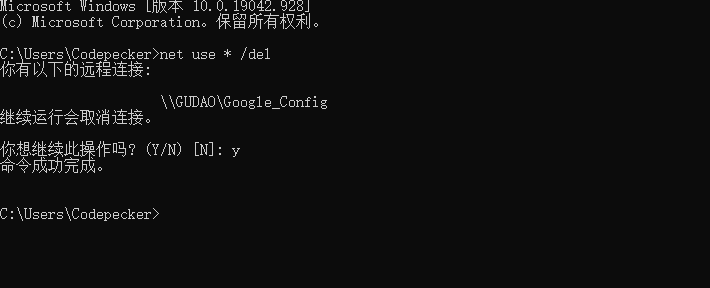 Microsoft Windows [版本 10.0.19042.928]
(c) Microsoft Corporation。保留所有权利。
C:\Users\Codepecker>net use * /del
你有以下的远程连接:
\\GUDAO\Google_Config
继续运行会取消连接。
你想继续此操作吗? (Y/N) [N]: y
命令成功完成。
C:\Users\Codepecker>